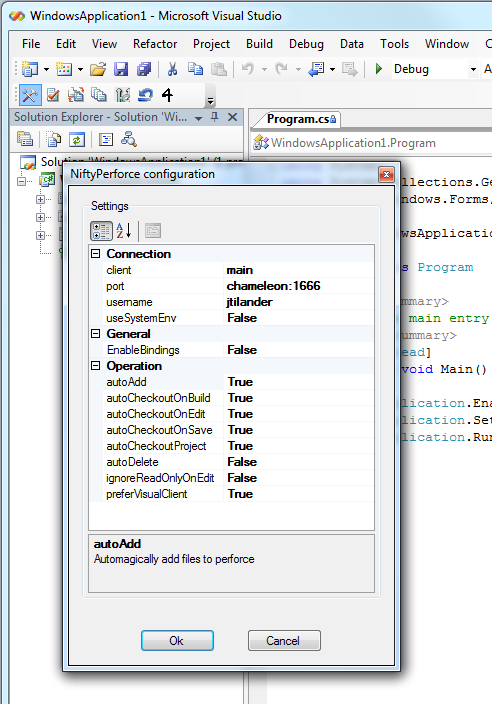 WindowsApplication1 - Microsoft Visual Studio
File Edit View Refactor Project Build Data Tools Window C
Debug
4
Solution Explorer - Solution 'Wi...
Program.cs
WindowsApplication1.Program
Solution 'WindowsApplication1' (1 pro
NiftyPerforce configuration
ollections.Ge
ndows.Forms,
wsApplication
s Program
mmary>
main entry
ummary>
ead]
void Main()
lication.Ena
lication.Set
lication.Run
Settings
Connection
client main
port chameleon:1666
username jtilander
useSystemEnv False
General
EnableBindings False
Operation
autoAdd True
autoCheckoutOnBuild True
autoCheckoutOnEdit True
autoCheckoutOnSave True
autoCheckoutProject True
autoDelete False
ignoreReadOnlyOnEdit False
preferVisualClient True
autoAdd
Automagically add files to perforce
Ok Cancel